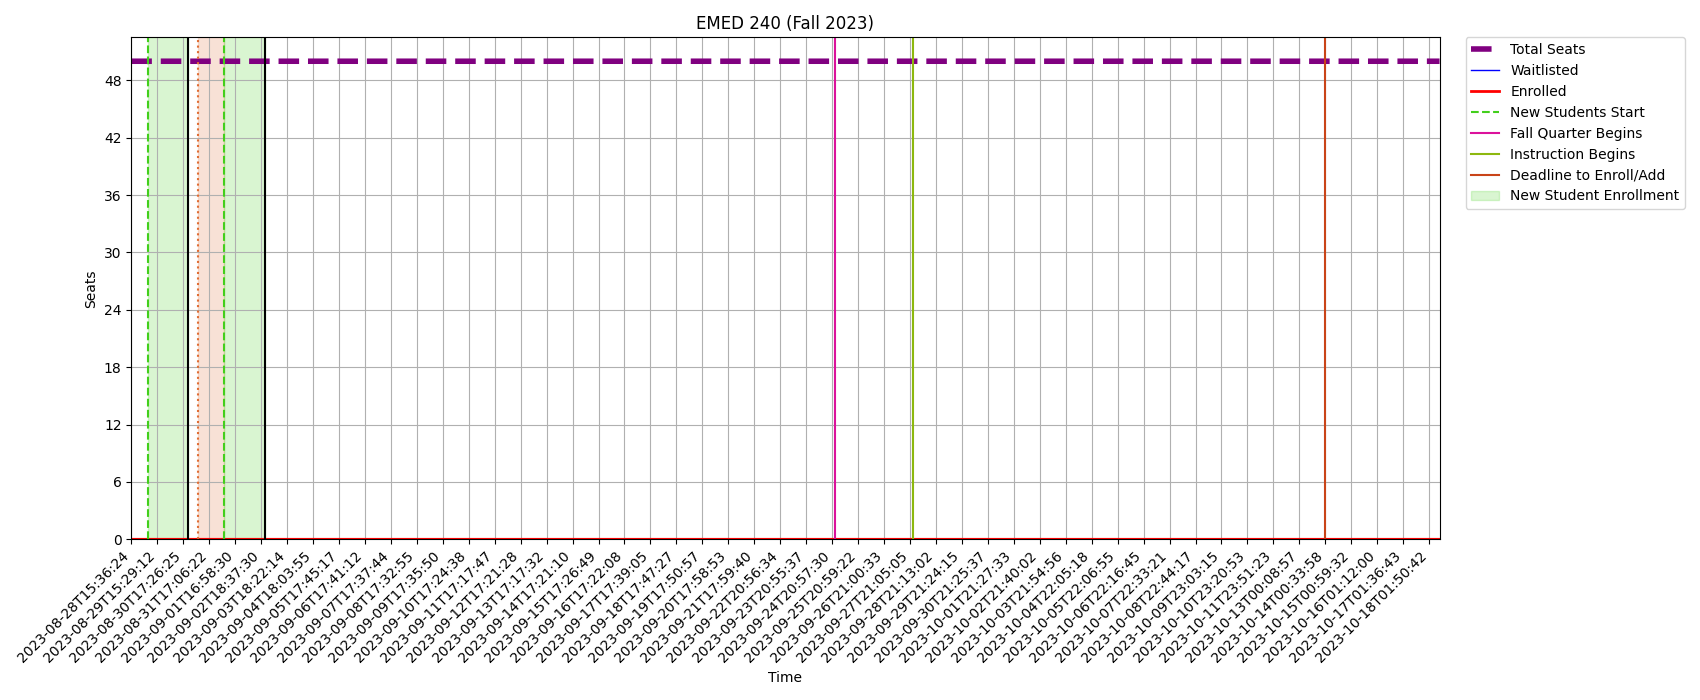 EMED 240 (Fall 2023)
Total Seats
Waitlisted
Enrolled
New Students Start
Fall Quarter Begins
Instruction Begins
Deadline to Enroll/Add
New Student Enrollment
Seats
48
42
36
30
24
18
12
6
0
2023-08-28T15:36:24
2023-08-29T15:29:12
2023-08-30T17:26:25
2023-08-31T17:06:22
2023-09-01T16:58:30
2023-09-02T18:37:30
2023-09-03T18:22:14
2023-09-04T18:03:55
2023-09-05T17:45:17
2023-09-06T17:41:12
2023-09-07T17:37:44
2023-09-08T17:32:55
2023-09-09T17:35:50
2023-09-10T17:24:38
2023-09-11T17:17:47
2023-09-12T17:21:28
2023-09-13T17:17:32
2023-09-14T17:21:10
2023-09-15T17:26:49
2023-09-16T17:22:08
2023-09-17T17:39:05
2023-09-18T17:47:27
2023-09-19T17:50:57
2023-09-20T17:58:53
2023-09-21T17:59:40
2023-09-22T20:56:34
2023-09-23T20:55:37
2023-09-24T20:57:30
2023-09-25T20:59:22
2023-09-26T21:00:33
2023-09-27T21:05:05
2023-09-28T21:13:02
2023-09-29T21:24:15
2023-09-30T21:25:37
2023-10-01T21:27:33
2023-10-02T21:40:02
2023-10-03T21:54:56
2023-10-04T22:05:18
2023-10-05T22:06:55
2023-10-06T22:16:45
2023-10-07T22:33:21
2023-10-08T22:44:17
2023-10-09T23:03:15
2023-10-10T23:20:53
2023-10-11T23:51:23
2023-10-13T00:08:57
2023-10-14T00:33:58
2023-10-15T00:59:32
2023-10-16T01:12:00
2023-10-17T01:36:43
2023-10-18T01:50:42
Time